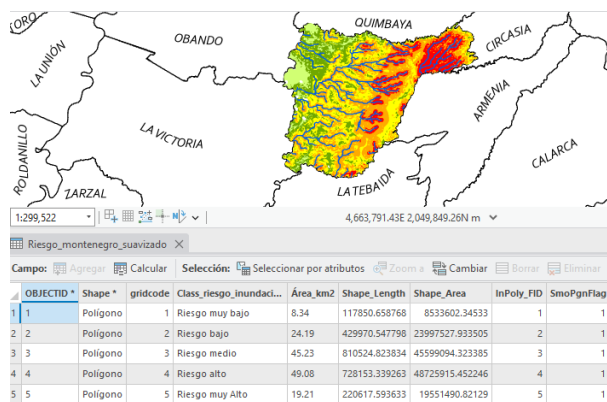 TORO
QUIMBAYA
OBANDO
CIRCASIA
LA UNIÓN
ARMENIA
LA VICTORIA
CALARCA
ROLDANILLO
LA TEBAIDA
ZARZAL
1:299,522 4,663,791.43E 2,049,849.26N m
Riesgo_montenegro_suavizado
Campo: Agregar Calcular Selección: Seleccionar por atributos Zoom a Cambiar Borrar Eliminar
OBJECTID * Shape * gridcode Class_riesgo_inundaci... Área_km2 Shape_Length Shape_Area InPoly_FID SmoPgnFlag
1 1 Polígono 1 Riesgo muy bajo 8.34 117850.658768 8533602.34533 1 1
2 2 Polígono 2 Riesgo bajo 24.19 429970.547798 23997527.933505 2 1
3 3 Polígono 3 Riesgo medio 45.23 810524.823834 45599094.323385 3 1
4 4 Polígono 4 Riesgo alto 49.08 728153.339263 48725915.452246 4 1
5 5 Polígono 5 Riesgo muy Alto 19.21 220617.593633 19551490.82129 5 1